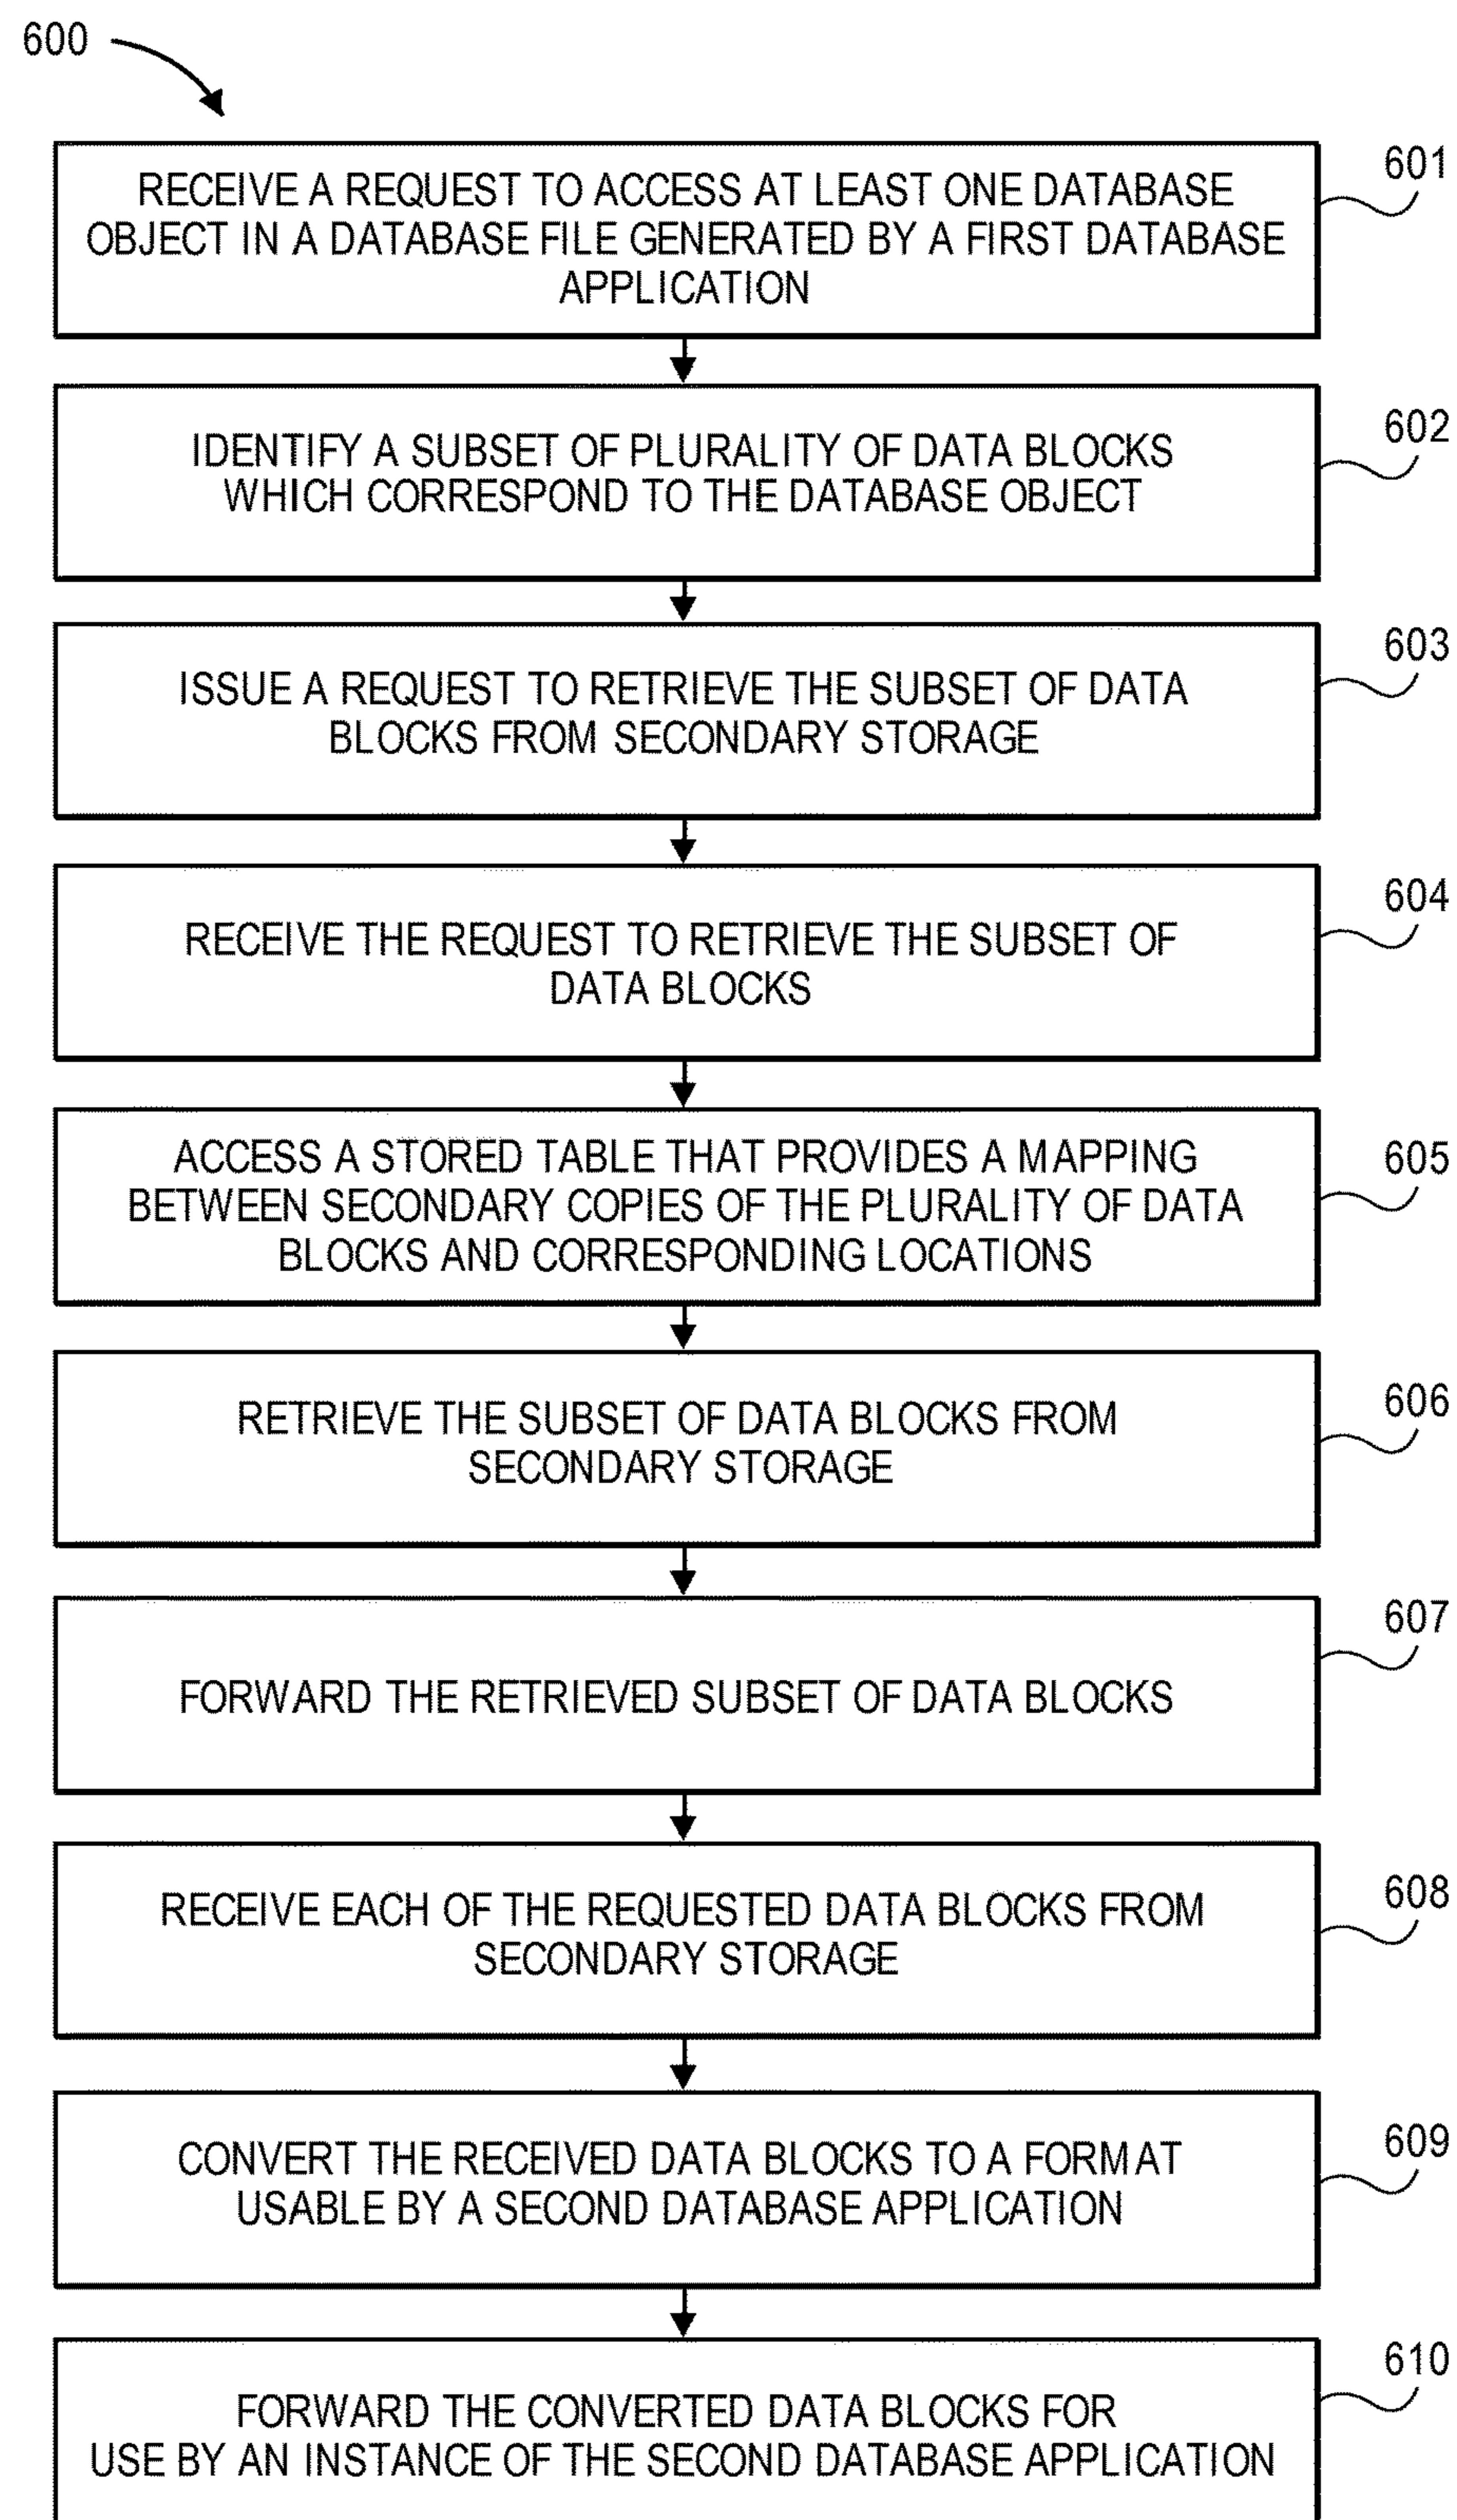 600
601
RECEIVE A REQUEST TO ACCESS AT LEAST ONE DATABASE
OBJECT IN A DATABASE FILE GENERATED BY A FIRST DATABASE
APPLICATION
602
IDENTIFY A SUBSET OF PLURALITY OF DATA BLOCKS
WHICH CORRESPOND TO THE DATABASE OBJECT
603
ISSUE A REQUEST TO RETRIEVE THE SUBSET OF DATA
BLOCKS FROM SECONDARY STORAGE
604
RECEIVE THE REQUEST TO RETRIEVE THE SUBSET OF
DATA BLOCKS
605
ACCESS A STORED TABLE THAT PROVIDES A MAPPING
BETWEEN SECONDARY COPIES OF THE PLURALITY OF DATA
BLOCKS AND CORRESPONDING LOCATIONS
606
RETRIEVE THE SUBSET OF DATA BLOCKS FROM
SECONDARY STORAGE
607
FORWARD THE RETRIEVED SUBSET OF DATA BLOCKS
608
RECEIVE EACH OF THE REQUESTED DATA BLOCKS FROM
SECONDARY STORAGE
609
CONVERT THE RECEIVED DATA BLOCKS TO A FORMAT
USABLE BY A SECOND DATABASE APPLICATION
610
FORWARD THE CONVERTED DATA BLOCKS FOR
USE BY AN INSTANCE OF THE SECOND DATABASE APPLICATION